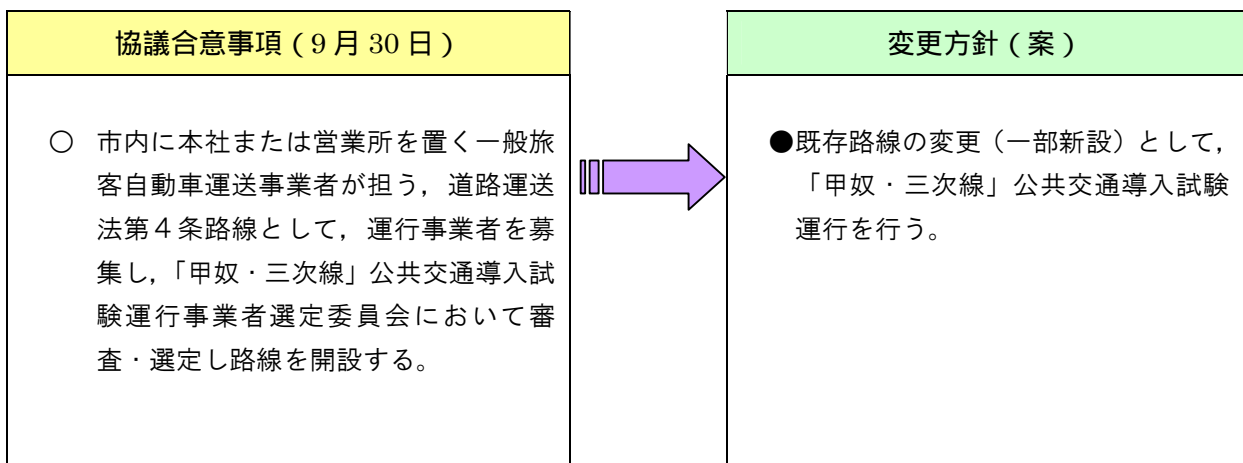 協議合意事項（9月30日）
○ 市内に本社または営業所を置く一般旅
客自動車運送事業者が担う，道路運送
法第４条路線として，運行事業者を募
集し，「甲奴・三次線」公共交通導入試
験運行事業者選定委員会において審
査・選定し路線を開設する。
変更方針（案）
●既存路線の変更（一部新設）として，
「甲奴・三次線」公共交通導入試験
運行を行う。